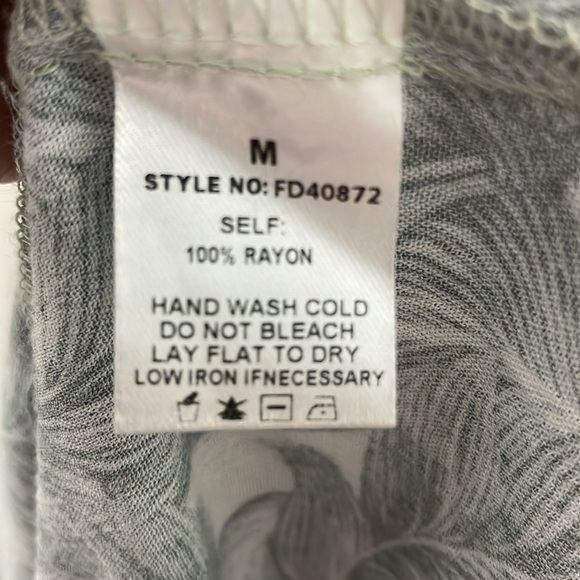 M
STYLE NO: FD40872
SELF:
100% RAYON
HAND WASH COLD
DO NOT BLEACH
LAY FLAT TO DRY
LOW IRON IFNECESSARY